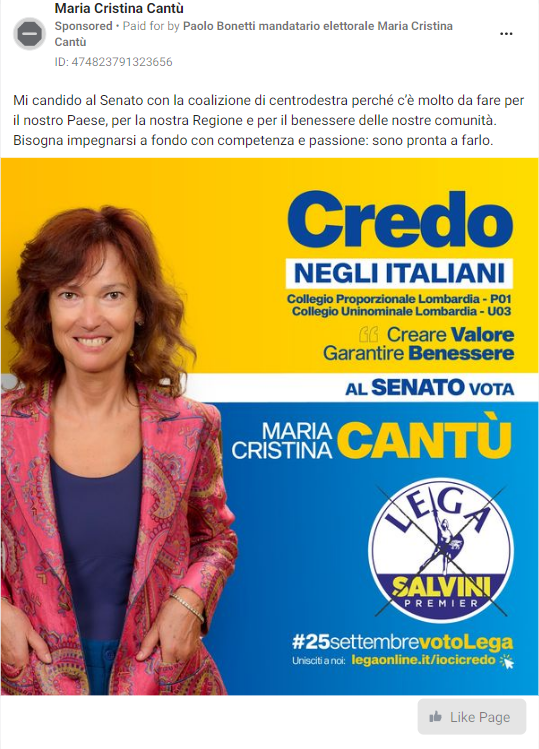 Maria Cristina Cantù
Sponsored • Paid for by Paolo Bonetti mandatario elettorale Maria Cristina
Cantù
ID: 474823791323656
Mi candido al Senato con la coalizione di centrodestra perché c'è molto da fare per
il nostro Paese, per la nostra Regione e per il benessere delle nostre comunità.
Bisogna impegnarsi a fondo con competenza e passione: sono pronta a farlo.
Credo
NEGLI ITALIANI
Collegio Proporzionale Lombardia - P01
Collegio Uninominale Lombardia - U03
Creare Valore
Garantire Benessere
AL SENATO VOTA
MARIA
CRISTINA CANTÙ
LEGA
SALVINI
PREMIER
#25settembrevotoLega
Unisciti a noi: legaonline.it/iocicredo
Like Page